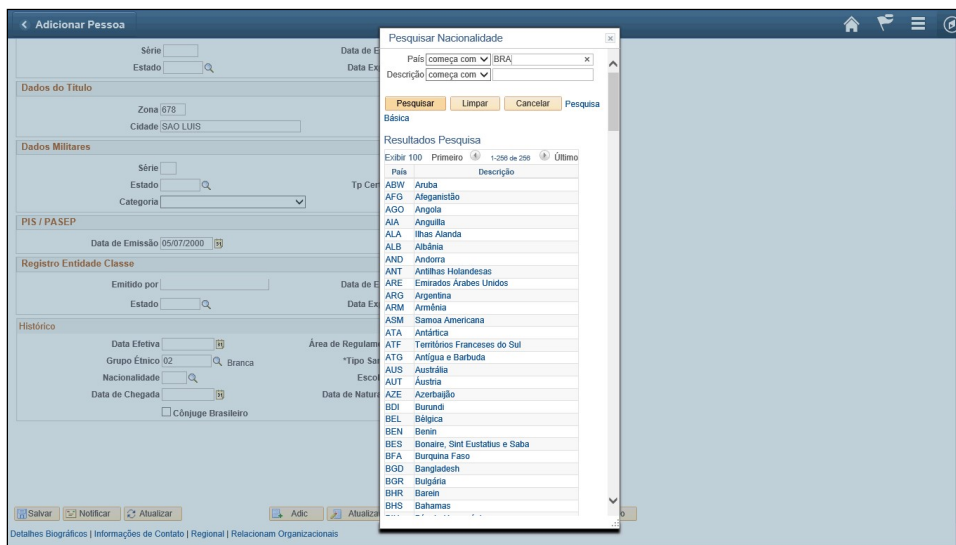 Adicionar Pessoa
Série
Data de E
Estado
Data Exp
Dados do Título
Zona 678
Cidade SAO LUIS
Dados Militares
Série
Estado
Tp Cer
Categoria
PIS / PASEP
Data de Emissão 05/07/2000
Registro Entidade Classe
Emitido por
Data de E
Estado
Data Ex
Histórico
Data Efetiva
Área de Regulam
Grupo Étnico 02 Branca
*Tipo Sa
Nacionalidade
Escol
Data de Chegada
Data de Natura
Cônjuge Brasileiro
Salvar Notificar Atualizar Adic Atualiza
Detalhes Biográficos | Informações de Contato | Regional | Relacionam Organizacionais
Pesquisar Nacionalidade
País começa com BRA
Descrição começa com
Pesquisar Limpar Cancelar Pesquisa
Básica
Resultados Pesquisa
Exibir 100 Primeiro 1-256 de 256 Último
País Descrição
ABW Aruba
AFG Afeganistão
AGO Angola
AIA Anguilla
ALA Ilhas Alanda
ALB Albânia
AND Andorra
ANT Antilhas Holandesas
ARE Emirados Árabes Unidos
ARG Argentina
ARM Armênia
ASM Samoa Americana
ATA Antártica
ATF Territórios Franceses do Sul
ATG Antígua e Barbuda
AUS Austrália
AUT Áustria
AZE Azerbaijão
BDI Burundi
BEL Bélgica
BEN Benin
BES Bonaire, Sint Eustatius e Saba
BFA Burquina Faso
BGD Bangladesh
BGR Bulgária
BHR Barein
BHS Bahamas